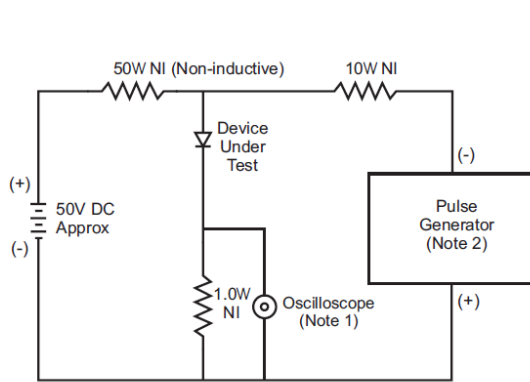 50W NI (Non-inductive)
10W NI
Device
Under
Test
(+)
50V DC
Approx
(-)
(-)
Pulse
Generator
(Note 2)
(+)
1.0W
NI
Oscilloscope
(Note 1)